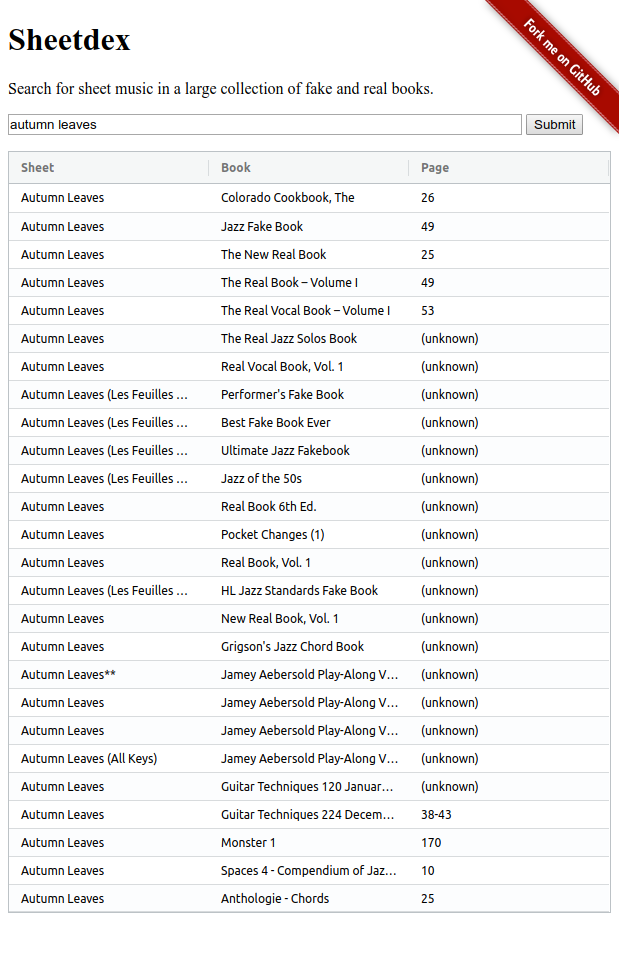 Sheetdex
Fork me on GitHub
Search for sheet music in a large collection of fake and real books.
autumn leaves Submit
Sheet Book Page
Autumn Leaves Colorado Cookbook, The 26
Autumn Leaves Jazz Fake Book 49
Autumn Leaves The New Real Book 25
Autumn Leaves The Real Book – Volume I 49
Autumn Leaves The Real Vocal Book – Volume I 53
Autumn Leaves The Real Jazz Solos Book (unknown)
Autumn Leaves Real Vocal Book, Vol. 1 (unknown)
Autumn Leaves (Les Feuilles ... Performer's Fake Book (unknown)
Autumn Leaves (Les Feuilles ... Best Fake Book Ever (unknown)
Autumn Leaves (Les Feuilles ... Ultimate Jazz Fakebook (unknown)
Autumn Leaves (Les Feuilles ... Jazz of the 50s (unknown)
Autumn Leaves Real Book 6th Ed. (unknown)
Autumn Leaves Pocket Changes (1) (unknown)
Autumn Leaves Real Book, Vol. 1 (unknown)
Autumn Leaves (Les Feuilles ... HL Jazz Standards Fake Book (unknown)
Autumn Leaves New Real Book, Vol. 1 (unknown)
Autumn Leaves Grigson's Jazz Chord Book (unknown)
Autumn Leaves** Jamey Aebersold Play-Along V... (unknown)
Autumn Leaves Jamey Aebersold Play-Along V... (unknown)
Autumn Leaves Jamey Aebersold Play-Along V... (unknown)
Autumn Leaves (All Keys) Jamey Aebersold Play-Along V... (unknown)
Autumn Leaves Guitar Techniques 120 Januar... (unknown)
Autumn Leaves Guitar Techniques 224 Decem... 38-43
Autumn Leaves Monster 1 170
Autumn Leaves Spaces 4 - Compendium of Jaz... 10
Autumn Leaves Anthologie - Chords 25